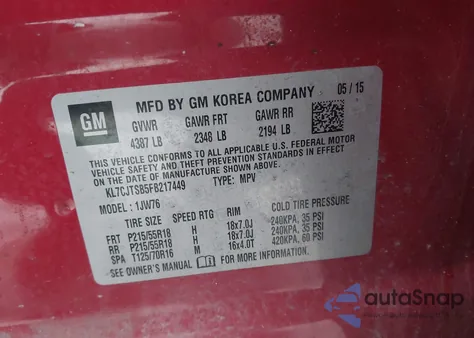 GM
MFD BY GM KOREA COMPANY
05 / 15
GVWR GAWR FRT GAWR RR
4387 LB 2346 LB 2194 LB
THIS VEHICLE CONFORMS TO ALL APPLICABLE U.S. FEDERAL MOTOR
VEHICLE SAFETY AND THEFT PREVENTION STANDARDS IN EFFECT ON THE
DATE OF MANUFACTURE SHOWN ABOVE.
KL7CJTSB5FB217449 TYPE: MPV
MODEL: 1JW76
TIRE SIZE SPEED RTG RIM COLD TIRE PRESSURE
FRT P215/55R18 H 18x7.0J 240KPA, 35 PSI
RR P215/55R18 H 18x7.0J 240KPA, 35 PSI
SPA T125/70R16 M 16x4.0T 420KPA, 60 PSI
SEE OWNER'S MANUAL FOR MORE INFORMATION.
autoSnap